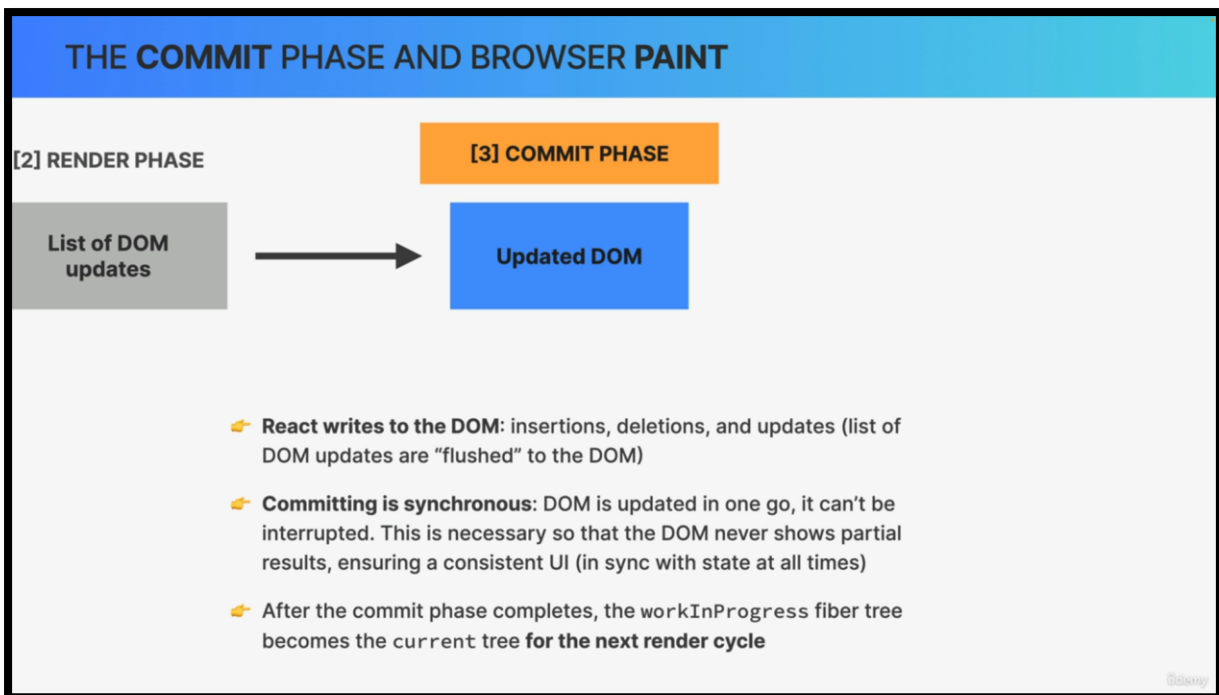 THE COMMIT PHASE AND BROWSER PAINT
[2] RENDER PHASE
[3] COMMIT PHASE
List of DOM
updates
Updated DOM
👉 React writes to the DOM: insertions, deletions, and updates (list of
DOM updates are “flushed” to the DOM)
👉 Committing is synchronous: DOM is updated in one go, it can’t be
interrupted. This is necessary so that the DOM never shows partial
results, ensuring a consistent UI (in sync with state at all times)
👉 After the commit phase completes, the workInProgress fiber tree
becomes the current tree for the next render cycle
ûdemy